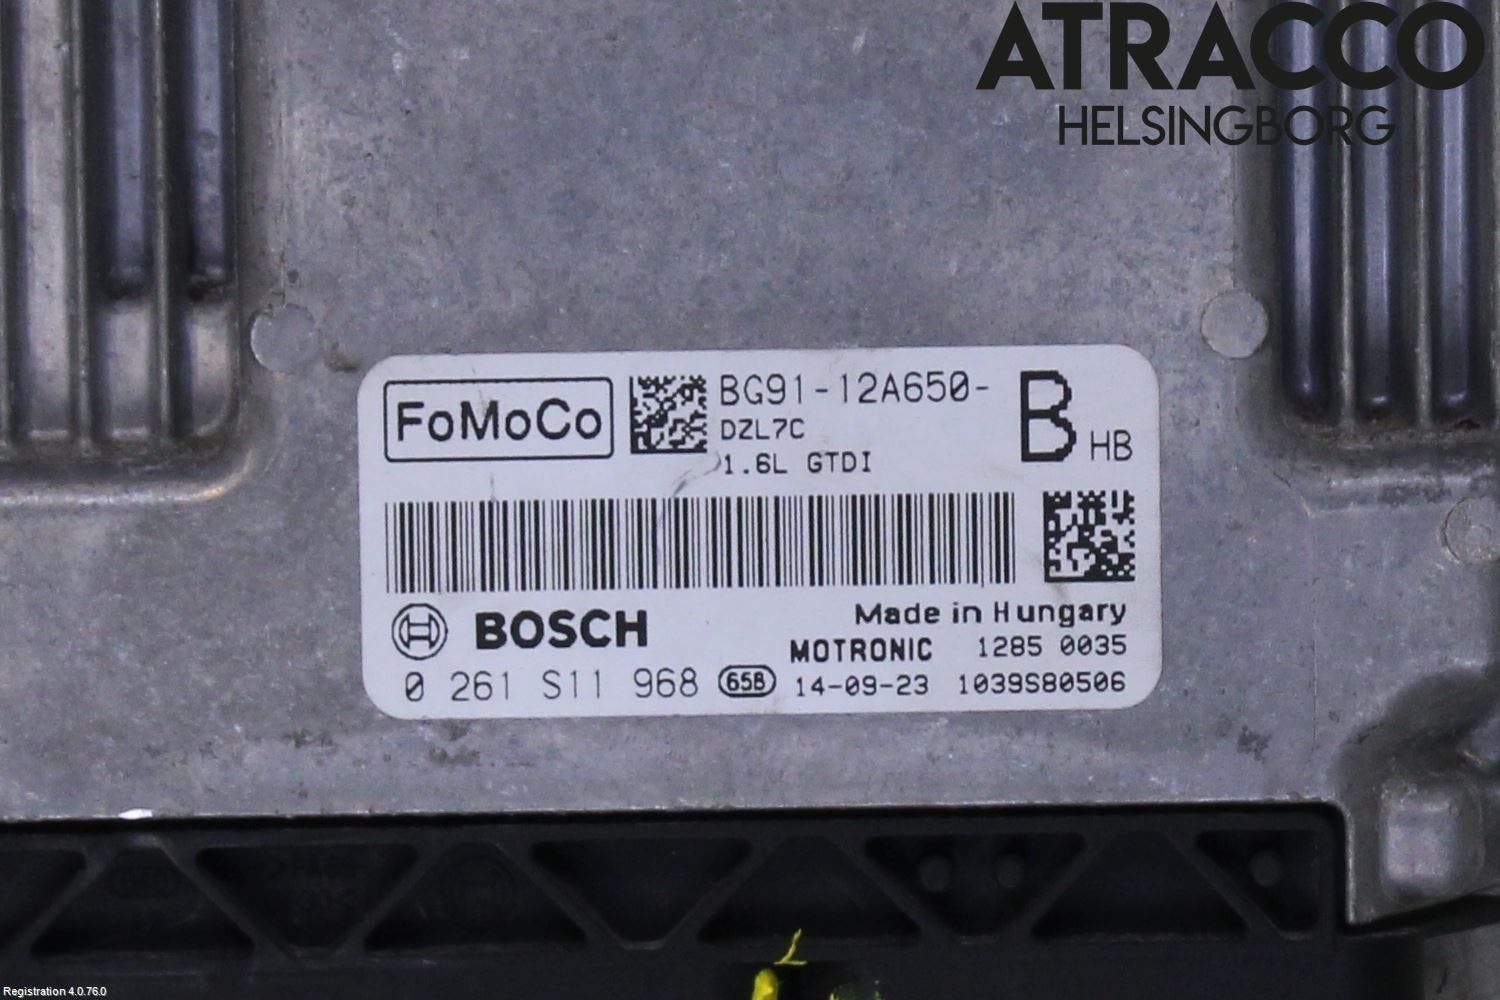 ATRACCO
HELSINGBORG
FoMoCo
BG91-12A650- B HB
DZL7C
1.6L GTDI
Made in Hungary
BOSCH
MOTRONIC 1285 0035
0 261 S11 968 65B 14-09-23 1039S80506
Registration 4.0.76.0